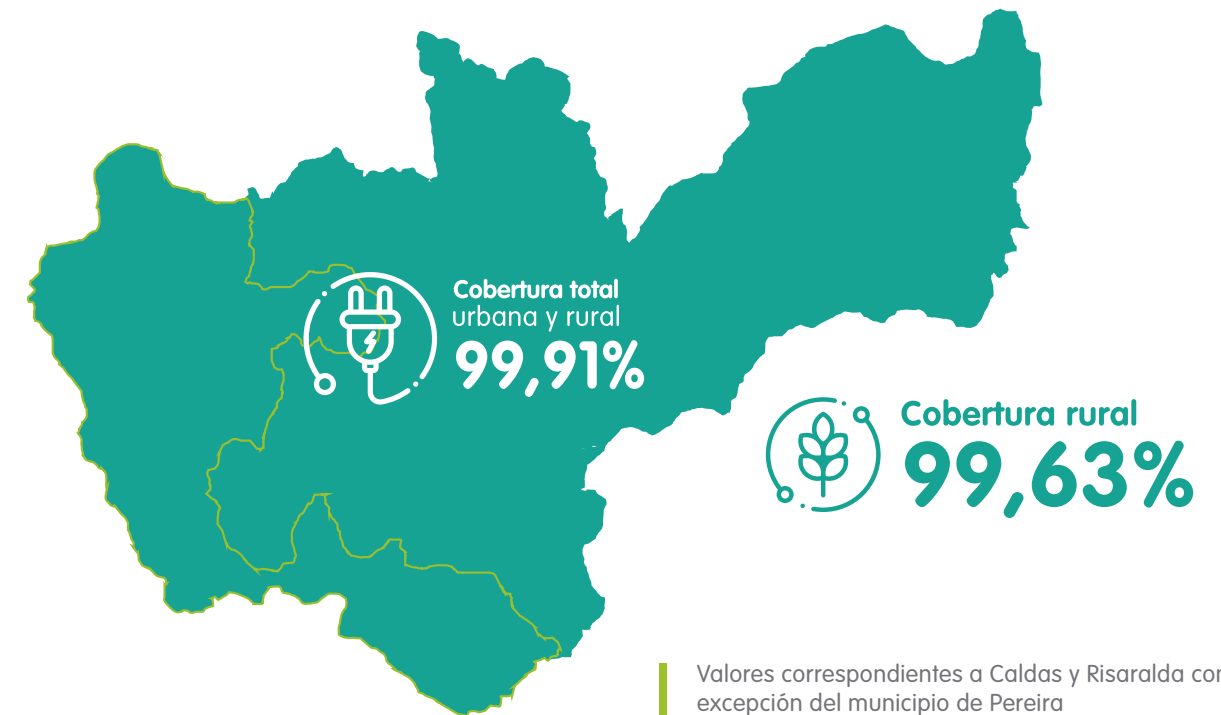 Cobertura total
urbana y rural
99,91%
Cobertura rural
99,63%
Valores correspondientes a Caldas y Risaralda con
excepción del municipio de Pereira